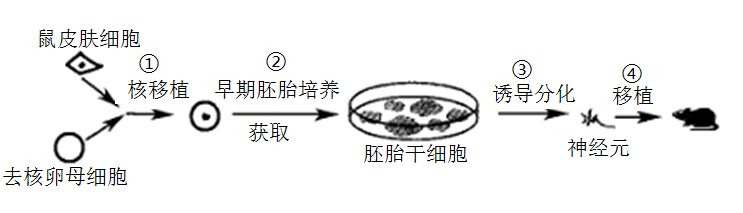 鼠皮肤细胞
①
核移植
去核卵母细胞
②
早期胚胎培养
获取
胚胎干细胞
③
诱导分化
神经元
④
移植